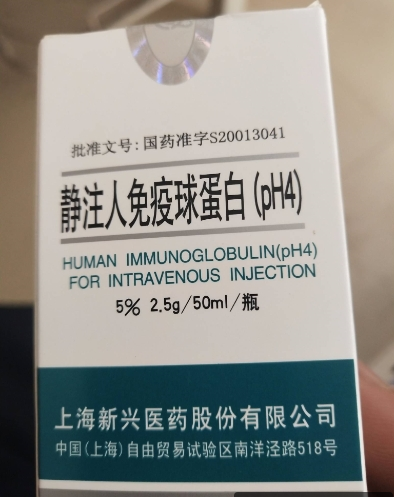 批准文号:国药准字S20013041
静注人免疫球蛋白(pH4)
HUMAN IMMUNOGLOBULIN(pH4)
FOR INTRAVENOUS INJECTION
5% 2.5g/50ml/瓶
上海新兴医药股份有限公司
中国(上海)自由贸易试验区南洋泾路518号